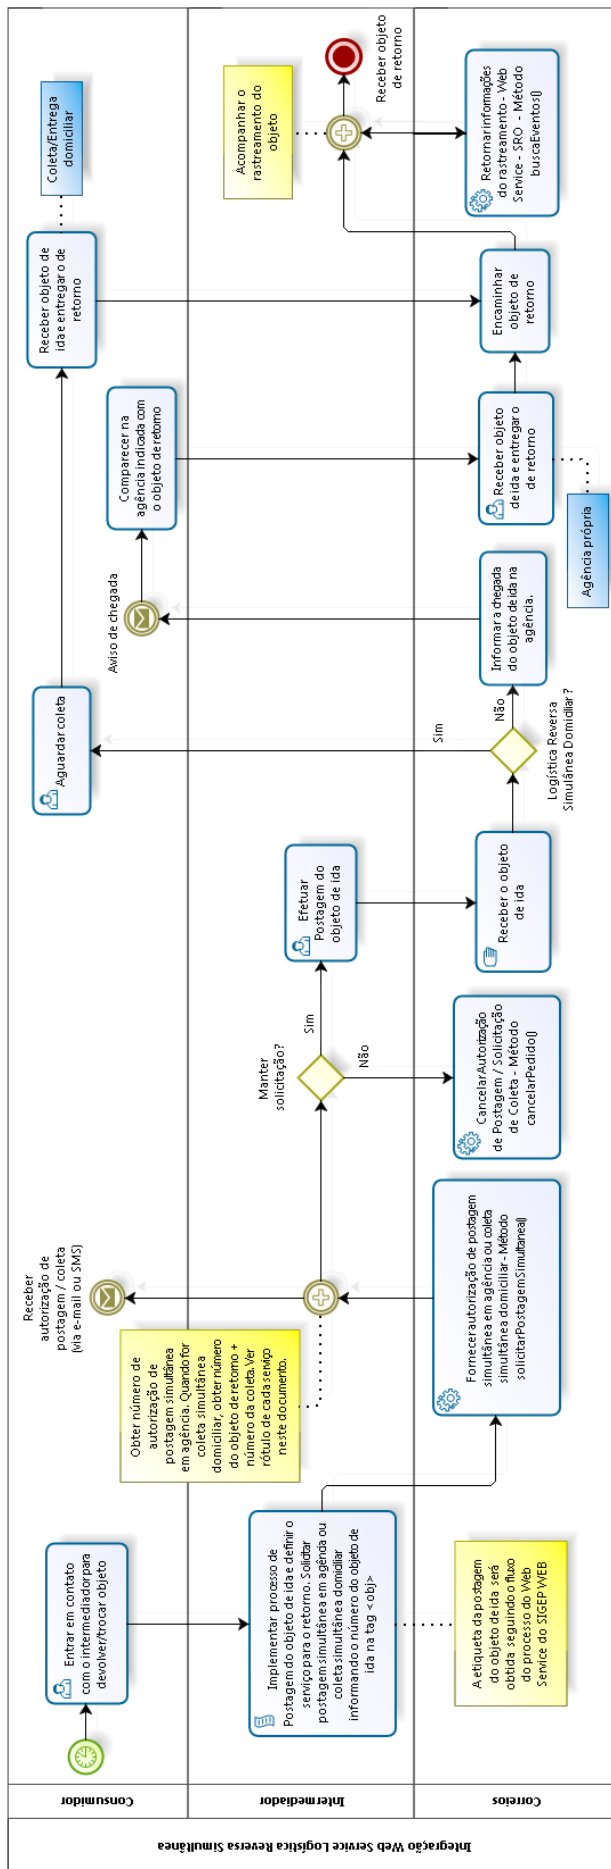 Integração Web Service Logística Reversa Simultânea
Consumidor
Intermediador
Correios
Entrar em contato
com o intermediador para
devolver/trocar objeto
Implementar processo de
Postagem do objeto de ida e definir o
serviço para o retorno. Solicitar
postagem simultânea em agência ou
coleta simultânea domiciliar
informando o número do objeto de
ida na tag <obj>
A etiqueta da postagem
do objeto de ida será
obtida seguindo o fluxo
do processo do Web
Service do SIGEP WEB
Obter número de
autorização de
postagem simultânea
em agência. Quando for
coleta simultânea
domiciliar, obter número
do objeto de retorno +
número da coleta. Ver
rótulo de cada serviço
neste documento.
Receber
autorização de
postagem / coleta
(via e-mail ou SMS)
Fornecer autorização de postagem
simultânea em agência ou coleta
simultânea domiciliar - Método
solicitarPostagemSimultanea()
Manter
solicitação?
Sim
Não
Cancelar Autorização
de Postagem / Solicitação
de Coleta - Método
cancelarPedido()
Efetuar
Postagem do
objeto de ida
Receber o objeto
de ida
Logística Reversa
Simulânea Domiciliar?
Sim
Não
Aguardar coleta
Informar a chegada
do objeto de ida na
agência.
Aviso de chegada
Comparecer na
agência indicada com
o objeto de retorno
Receber objeto
de ida e entregar o
de retorno
Agência própria
Receber objeto de
ida e entregar o de
retorno
Coleta/Entrega
domiciliar
Encaminhar
objeto de
retorno
Acompanhar o
rastreamento do
objeto
Receber objeto
de retorno
Retornar informações
do rastreamento - Web
Service - SRO - Método
buscaEventos()